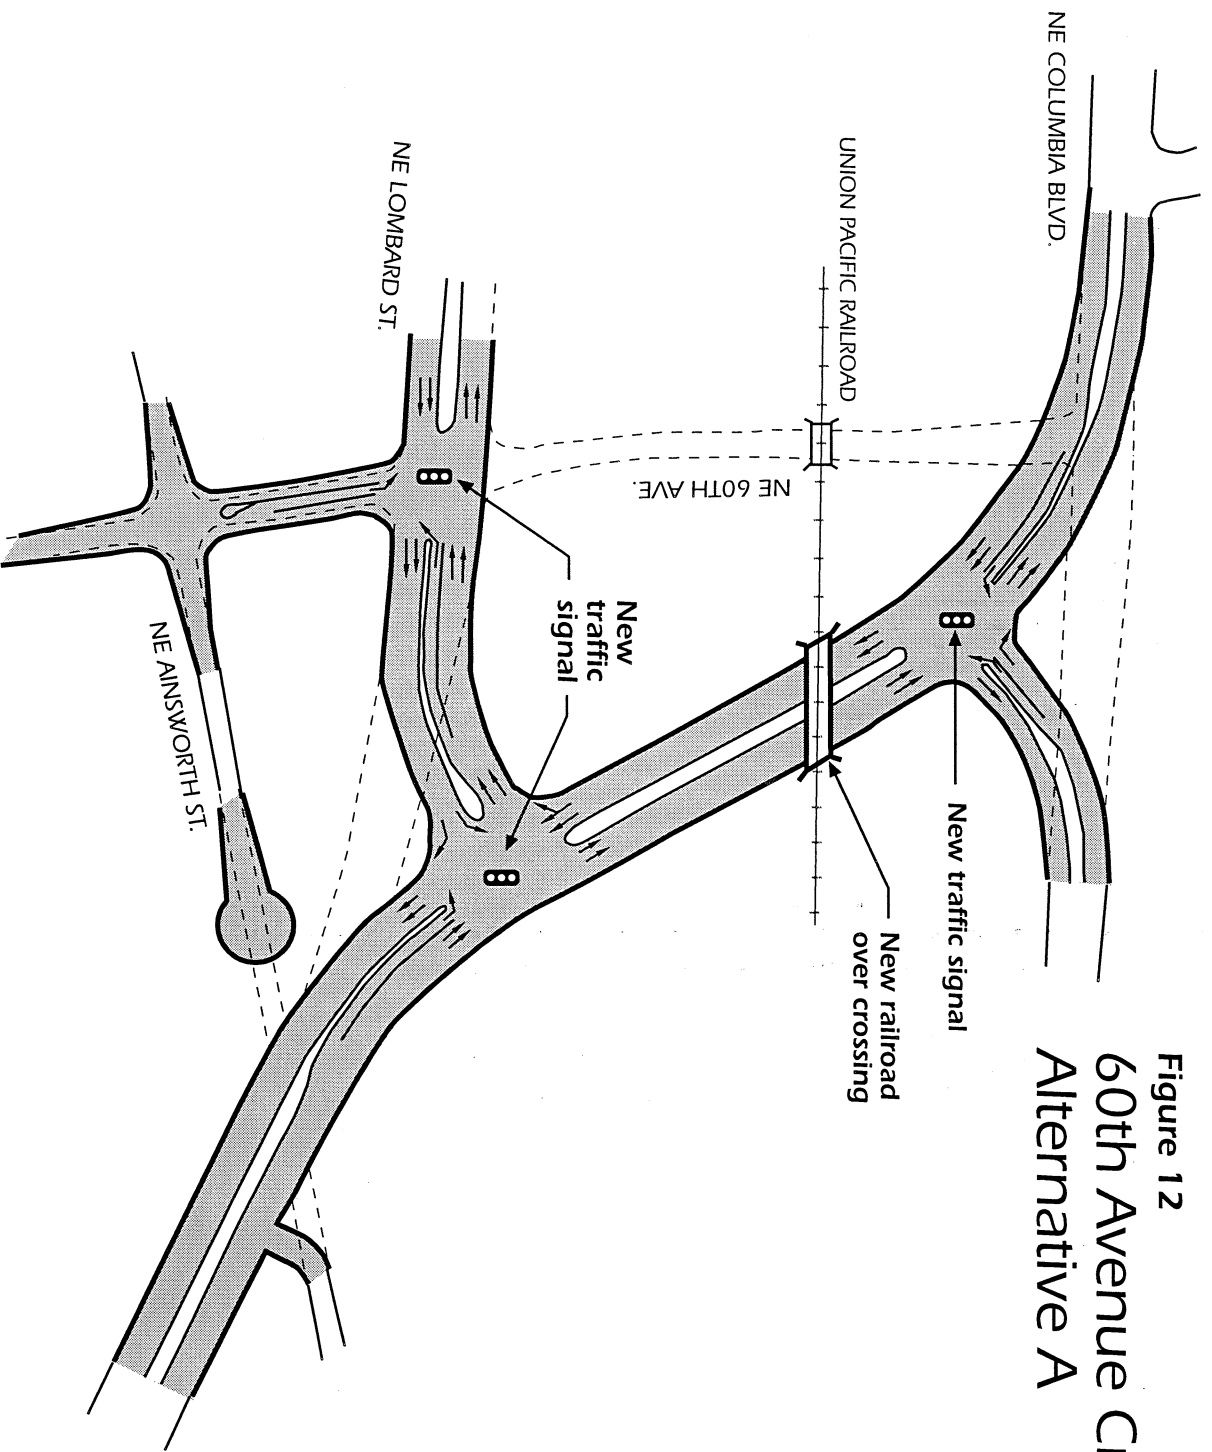 Figure 12
60th Avenue C
Alternative A
NE COLUMBIA BLVD.
UNION PACIFIC RAILROAD
NE 60TH AVE.
New traffic signal
New railroad
over crossing
New
traffic
signal
NE LOMBARD ST.
NE AINSWORTH ST.